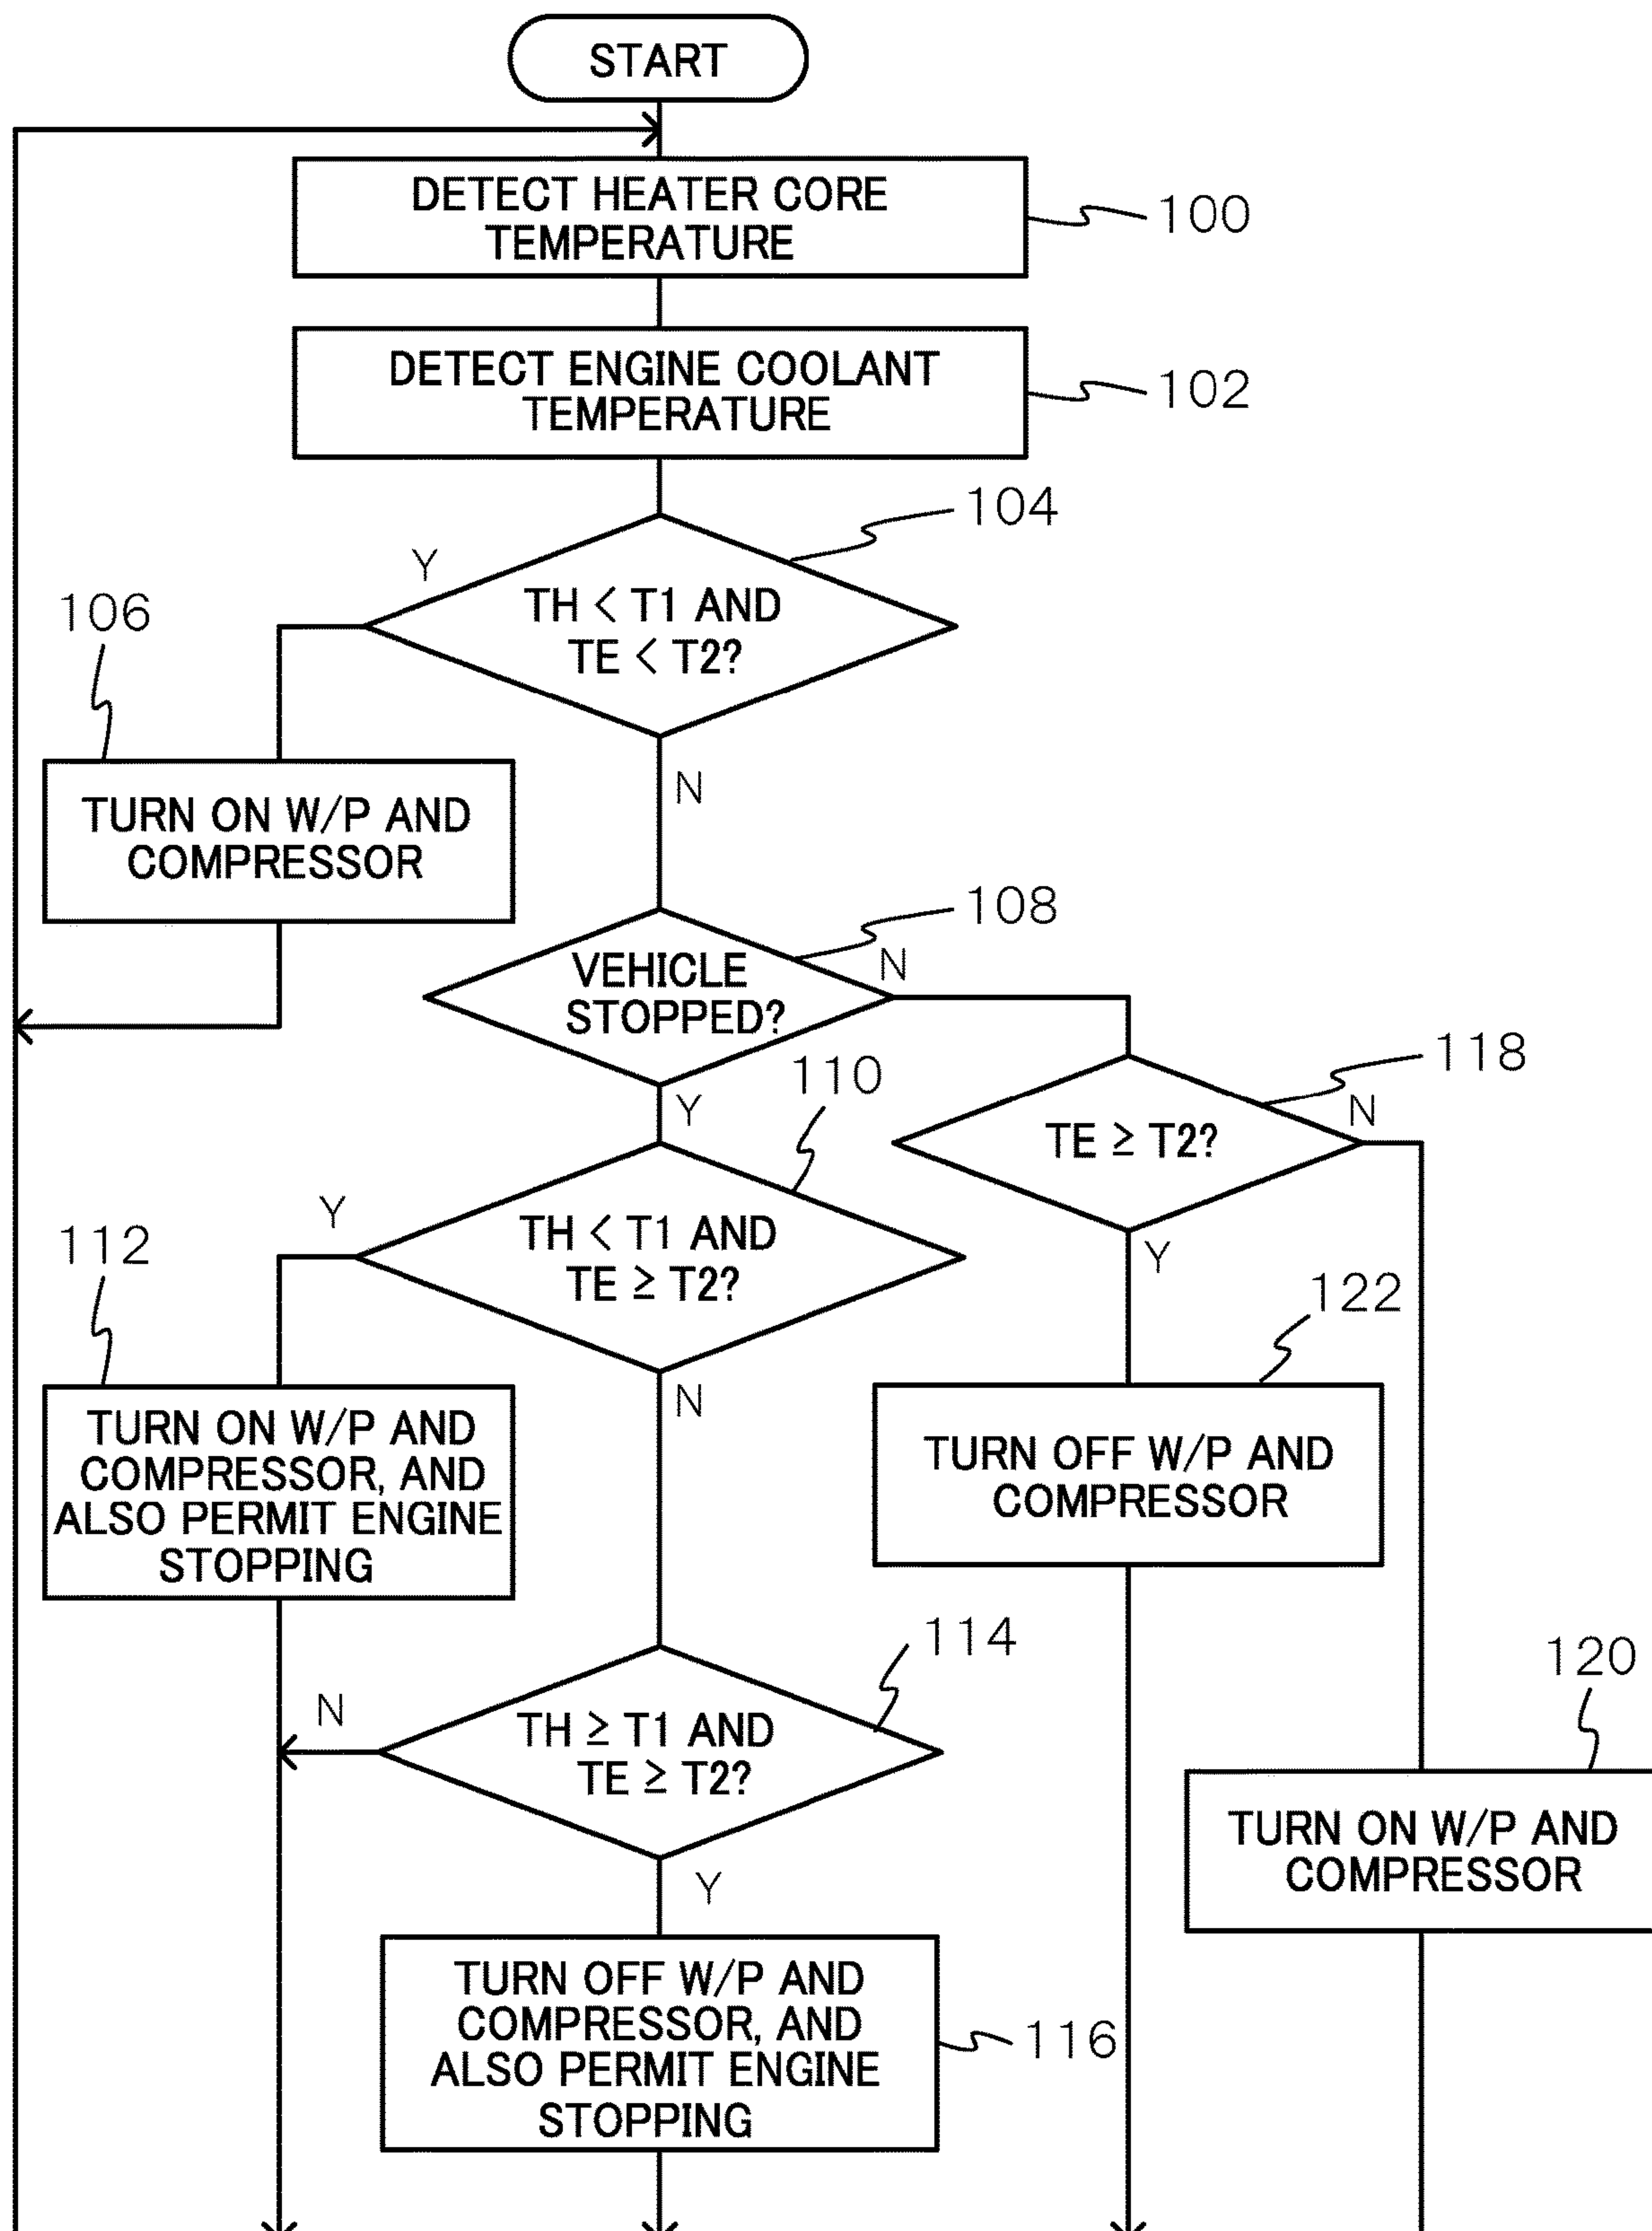 START
DETECT HEATER CORE
TEMPERATURE
100
DETECT ENGINE COOLANT
TEMPERATURE
102
104
Y
TH < T1 AND
TE < T2?
106
N
TURN ON W/P AND
COMPRESSOR
108
N
VEHICLE
STOPPED?
110
118
Y
N
TE ≥ T2?
Y
112
TH < T1 AND
TE ≥ T2?
Y
122
N
TURN ON W/P AND
COMPRESSOR, AND
ALSO PERMIT ENGINE
STOPPING
TURN OFF W/P AND
COMPRESSOR
114
120
N
TH ≥ T1 AND
TE ≥ T2?
TURN ON W/P AND
COMPRESSOR
Y
TURN OFF W/P AND
COMPRESSOR, AND
ALSO PERMIT ENGINE
STOPPING
116